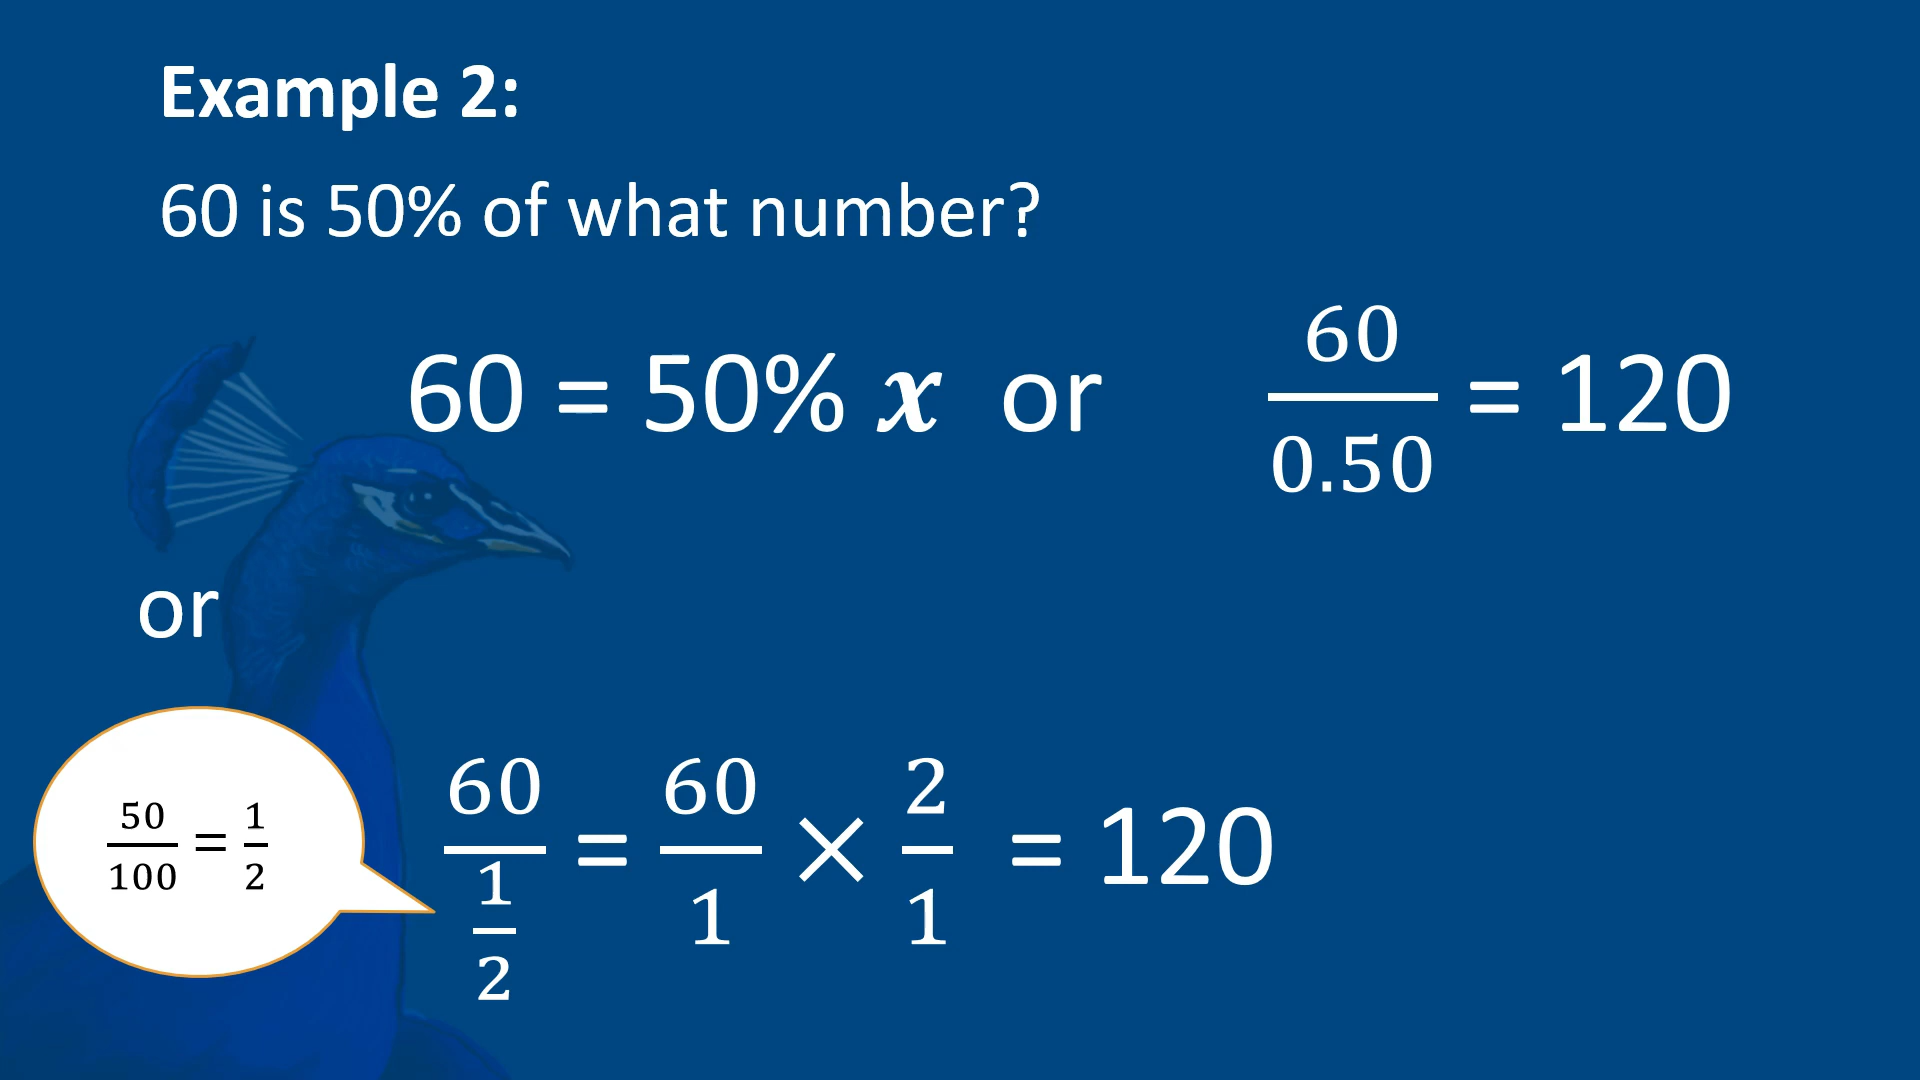 Example 2:
60 is 50% of what number?
60 = 50% x or 60/0.50 = 120
or
50/100 = 1/2
60/(1/2) = 60/1 × 2/1 = 120